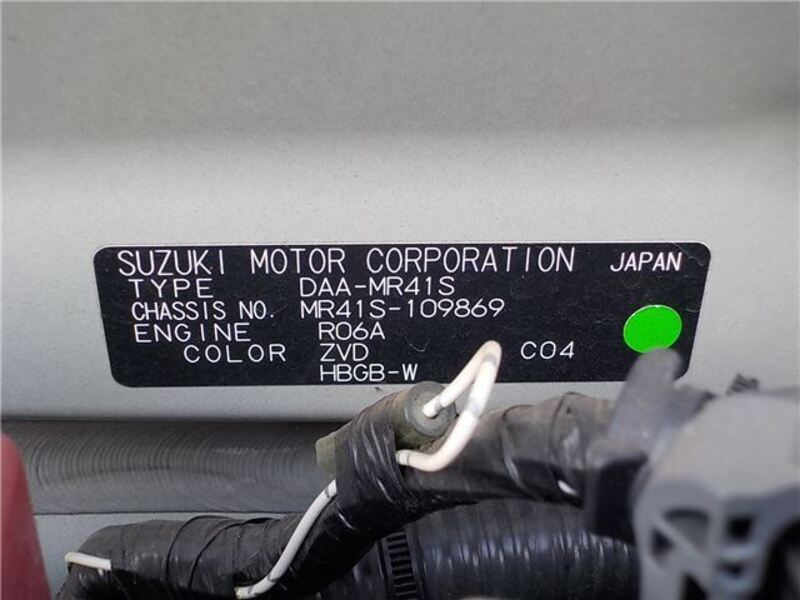 SUZUKI MOTOR CORPORATION JAPAN
TYPE DAA-MR41S
CHASSIS NO. MR41S-109869
ENGINE R06A
COLOR ZVD C04
HBGB-W